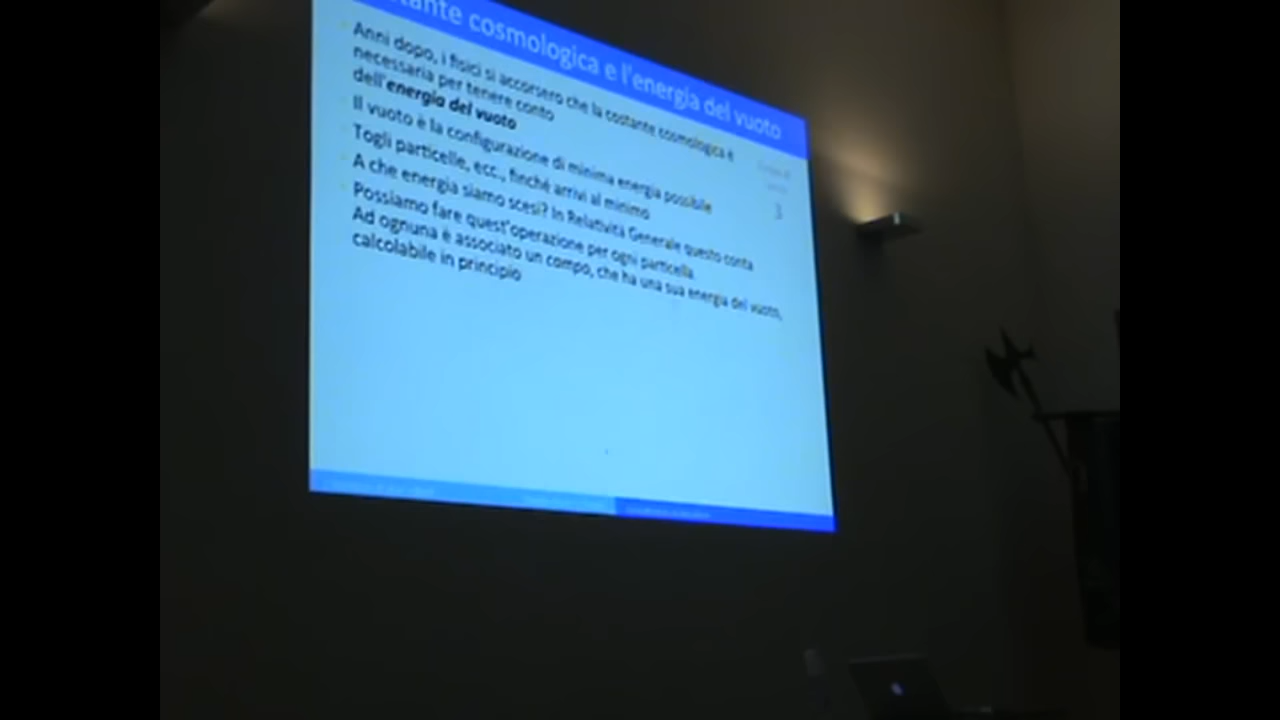 tante cosmologica e l'energia del vuoto
Anni dopo, i fisici si accorsero che la costante cosmologica è
necessaria per tenere conto
dell'energia del vuoto
Il vuoto è la configurazione di minima energia possibile
Togli particelle, ecc., finché arrivi al minimo
A che energia siamo scesi? In Relatività Generale questo conta
Possiamo fare quest'operazione per ogni particella.
Ad ognuna è associato un campo, che ha una sua energia del vuoto,
calcolabile in principio